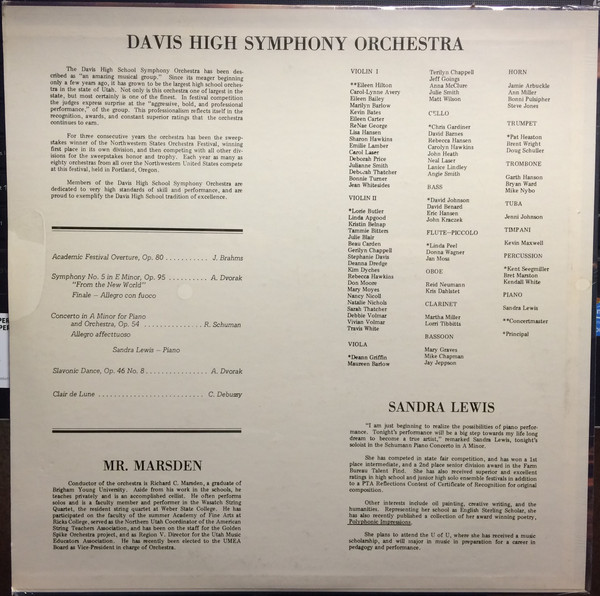 DAVIS HIGH SYMPHONY ORCHESTRA
The Davis High School Symphony Orchestra has been des-
cribed as "an amazing musical group." Since its meager beginning
only a few years ago, it has grown to be the largest high school orches-
tra in the state of Utah. Not only is this orchestra one of largest in the
state, but most certainly is one of the finest. In festival competition
the judges express surprise at the "aggressive, bold, and professional
performance," of the group. This professionalism reflects itself in the
recognition, awards, and constant superior ratings that the orchestra
continues to earn.
For three consecutive years the orchestra has been the sweep-
stakes winner of the Northwestern States Orchestra Festival, winning
first place in its own division, and then competing with all other div-
isions for the sweepstakes honor and trophy. Each year as many as
eighty orchestras from all over the Northwestern United States compete
at this festival, held in Portland, Oregon.
Members of the Davis High School Symphony Orchestra are
dedicated to very high standards of skill and performance, and are
proud to exemplify the Davis High School tradition of excellence.
Academic Festival Overture, Op. 80 ........... J. Brahms
Symphony No. 5 in E Minor, Op. 95 .......... A. Dvorak
"From the New World"
Finale - Allegro con fuoco
Concerto in A Minor for Piano
and Orchestra, Op. 54 ............... R. Schuman
Allegro affecttuoso
Sandra Lewis - Piano
Slavonic Dance, Op. 46 No. 8 ............... A. Dvorak
Clair de Lune .......................... C. Debussy
MR. MARSDEN
Conductor of the orchestra is Richard C. Marsden, a graduate of
Brigham Young University. Aside from his work in the schools, he
teaches privately and is an accomplished cellist. He often performs
solos and is a faculty member and performer in the Wasatch String
Quartet, the resident string quartet at Weber State College. He has
participated on the faculty of the summer Academy of Fine Arts at
Ricks College, served as the Northern Utah Coordinator of the American
String Teachers Association, and has been on the staff for the Golden
Spike Orchestra project, and as Region V. Director for the Utah Music
Educators Association. He has recently been elected to the UMEA
Board as Vice-President in charge of Orchestra.
VIOLIN I
**Eileen Hilton
Carol-Lynne Avery
Eileen Bailey
Marilyn Barlow
Kevin Bates
Eileen Carter
ReNae George
Lisa Hansen
Sharon Hawkins
Emilie Lamber
Carol Laser
Deborah Price
Julianne Smith
Deborah Thatcher
Bonnie Turner
Jean Whitesides
VIOLIN II
*Lorie Butler
Linda Apgood
Kristin Belnap
Tammie Bittem
Julie Blair
Beau Carden
Gerilyn Chappell
Stephanie Davis
Deanna Dredge
Kim Dyches
Rebecca Hawkins
Don Moore
Mary Moyes
Nancy Nicoll
Natalie Nichols
Sarah Thatcher
Debbie Volmar
Vivian Volmar
Travis White
VIOLA
*Deann Griffin
Maureen Barlow
Terilyn Chappell
Jeff Goings
Anna McClure
Julie Smith
Matt Wilson
CELLO
*Chris Gardiner
David Barnes
Rebecca Hansen
Carolyn Hawkins
John Heath
Neal Laser
Lanice Lindley
Angie Smith
BASS
*David Johnson
David Benard
Eric Hansen
John Kraczek
FLUTE-PICCOLO
*Linda Peel
Donna Wagner
Jan Moss
OBOE
Reid Neumann
Kris Dahlstet
CLARINET
Martha Miller
Lorri Tibbitts
BASSOON
Mary Graves
Mike Chapman
Jay Jeppson
HORN
Jamie Arbuckle
Ann Miller
Bonni Pulsipher
Steve Jones
TRUMPET
*Pat Heaston
Brent Wright
Doug Schuller
TROMBONE
Garth Hanson
Bryan Ward
Mike Nybo
TUBA
Jenni Johnson
TIMPANI
Kevin Maxwell
PERCUSSION
*Kent Seegmiller
Bret Marston
Kendall White
PIANO
Sandra Lewis
**Concertmaster
*Principal
SANDRA LEWIS
"I am just beginning to realize the possibilities of piano perfor-
mance. Tonight's performance will be a big step towards my life long
dream to become a true artist," remarked Sandra Lewis, tonight's
soloist in the Schumann Piano Concerto in A Minor.
She has competed in state fair competition, and has won a 1st
place intermediate, and a 2nd place senior division award in the Farm
Bureau Talent Find. She has also received superior and excellent
ratings in high school and junior high solo ensemble festivals in addition
to a PTA Reflections Contest of Certificate of Recognition for original
composition.
Other interests include oil painting, creative writing, and the
humanities. Representing her school as English Sterling Scholar, she
has also recently published a collection of her award winning poetry,
Polyphonic Impressions.
She plans to attend the U of U, where she has received a music
scholarship, and will major in music in preparation for a career in
pedagogy and performance.